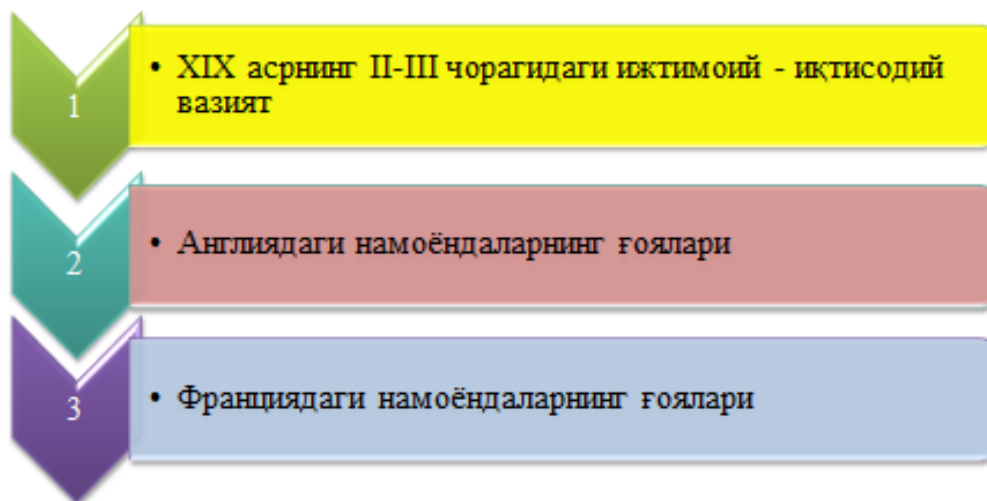 1
• XIX асрнинг II-III чорагидаги ижтимоий - иқтисодий
вазият
2
• Англиядаги намоёндаларнинг ғоялари
3
• Франциядаги намоёндаларнинг ғоялари